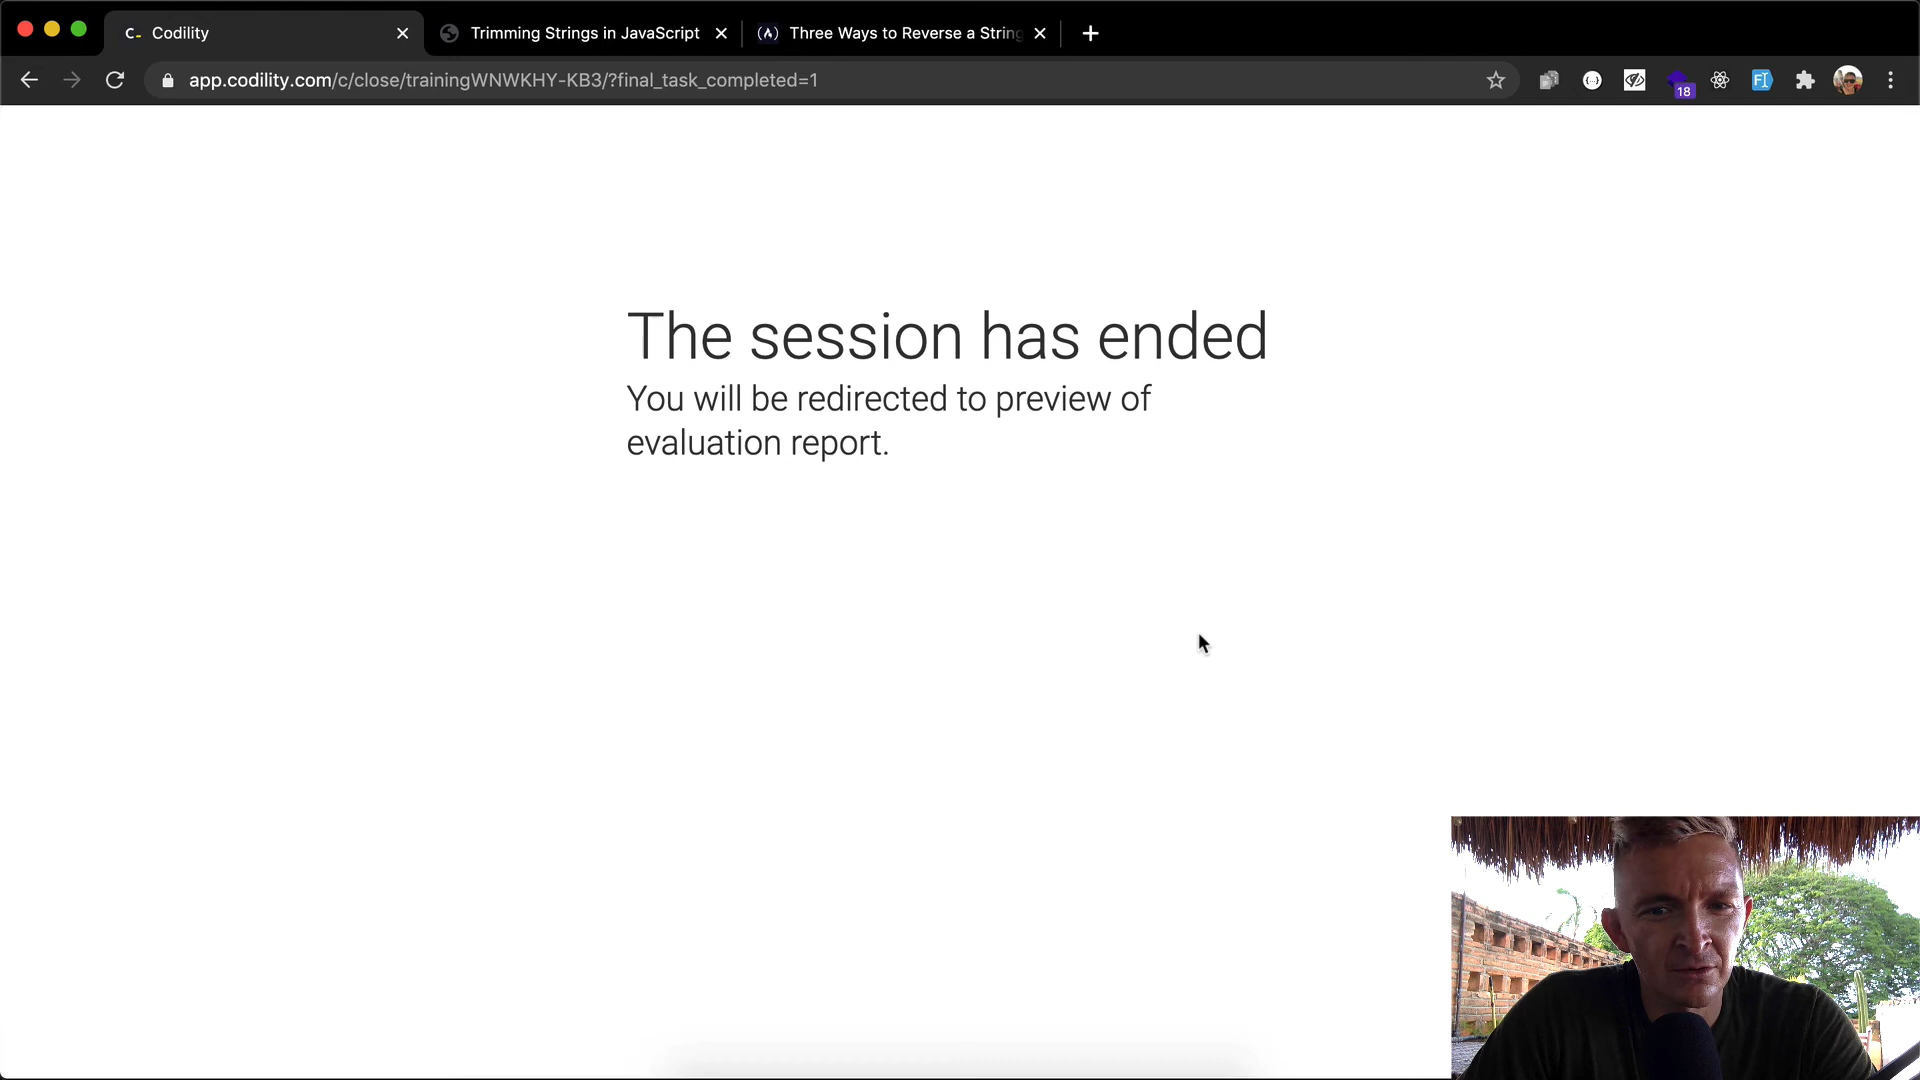 C- Codility
Trimming Strings in JavaScript
Three Ways to Reverse a String
app.codility.com/c/close/trainingWNWKHY-KB3/?final_task_completed=1
18
The session has ended
You will be redirected to preview of
evaluation report.